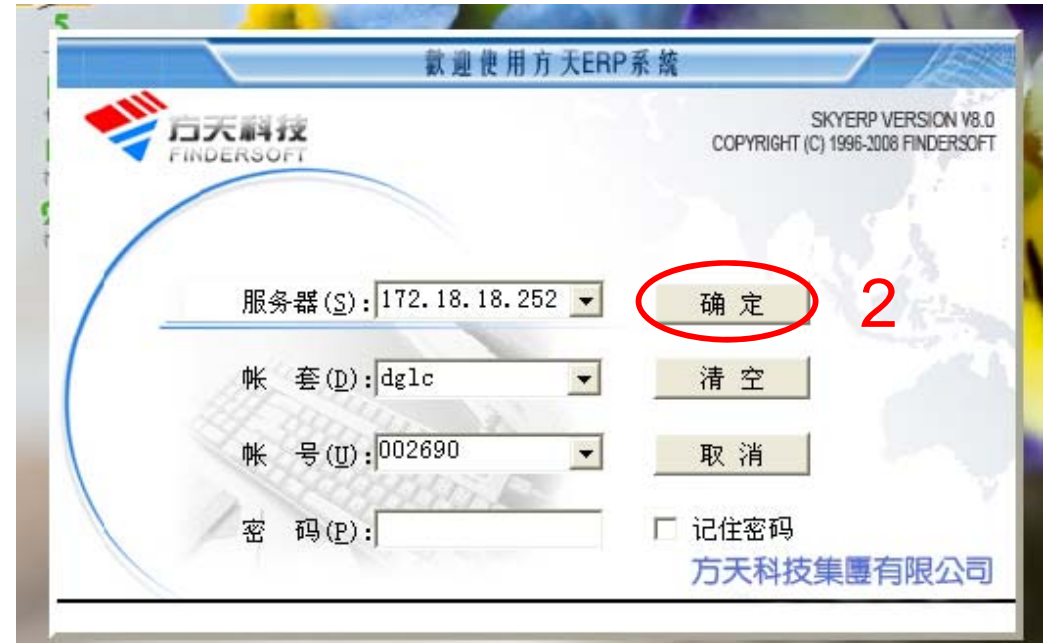 5
歡迎使用方天ERP系統
方天科技
FINDERSOFT
SKYERP VERSION V8.0
COPYRIGHT (C) 1996-2008 FINDERSOFT
服务器(S): 172.18.18.252
确 定
2
帐 套(D): dglc
清 空
帐 号(U): 002690
取 消
密 码(P):
记住密码
方天科技集團有限公司